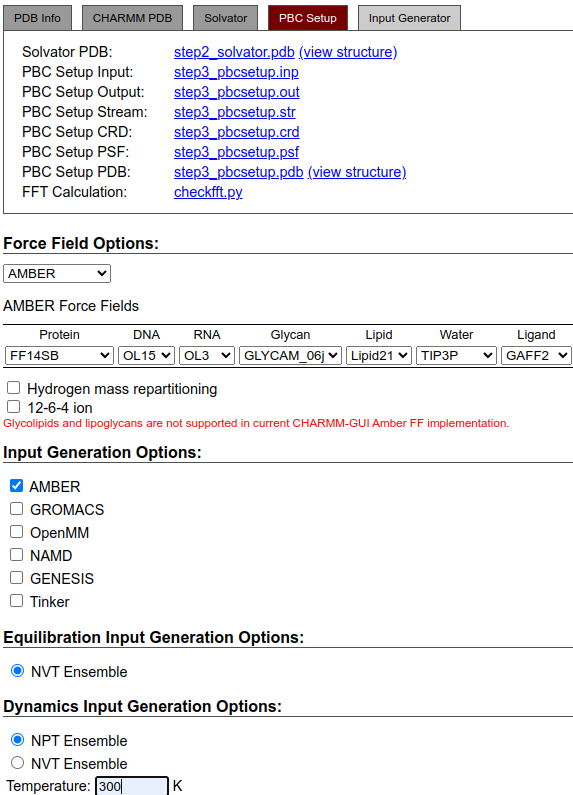 PDB Info CHARMM PDB Solvator PBC Setup Input Generator
Solvator PDB: step2_solvator.pdb (view structure)
PBC Setup Input: step3_pbcsetup.inp
PBC Setup Output: step3_pbcsetup.out
PBC Setup Stream: step3_pbcsetup.str
PBC Setup CRD: step3_pbcsetup.crd
PBC Setup PSF: step3_pbcsetup.psf
PBC Setup PDB: step3_pbcsetup.pdb (view structure)
FFT Calculation: checkfft.py
Force Field Options:
AMBER
AMBER Force Fields
Protein DNA RNA Glycan Lipid Water Ligand
FF14SB OL15 OL3 GLYCAM_06j Lipid21 TIP3P GAFF2
Hydrogen mass repartitioning
12-6-4 ion
Glycolipids and lipoglycans are not supported in current CHARMM-GUI Amber FF implementation.
Input Generation Options:
AMBER
GROMACS
OpenMM
NAMD
GENESIS
Tinker
Equilibration Input Generation Options:
NVT Ensemble
Dynamics Input Generation Options:
NPT Ensemble
NVT Ensemble
Temperature: 300 K